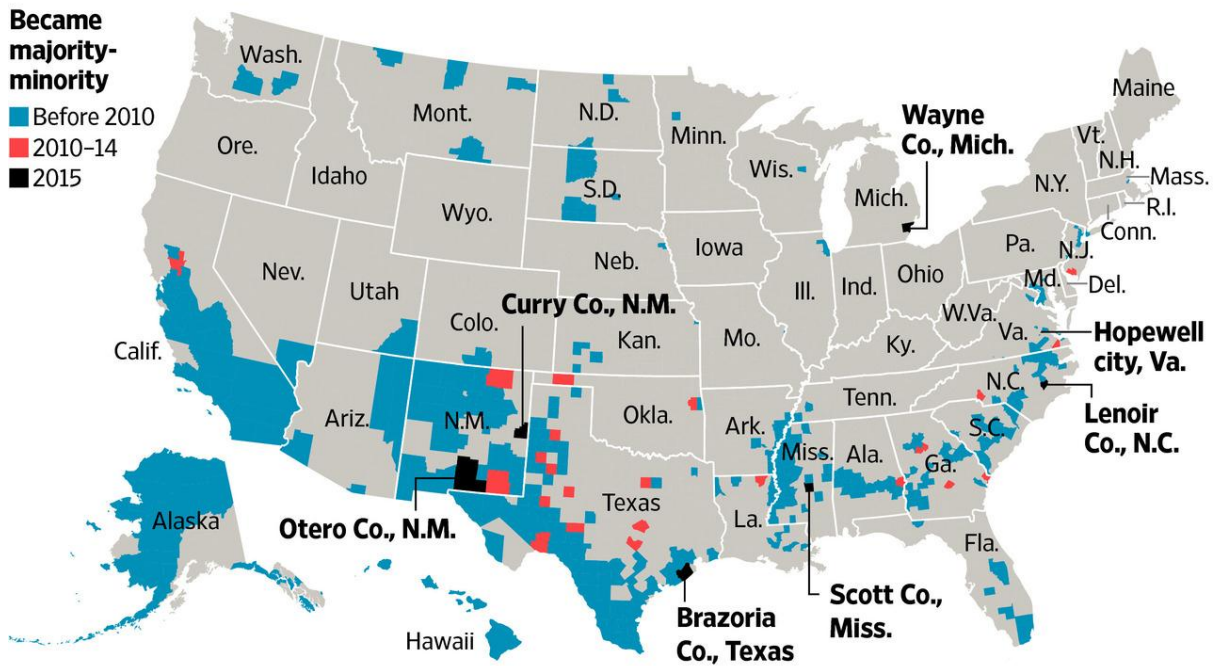 Became
majority-
minority
Before 2010
2010–14
2015
Wash.
Ore.
Idaho
Mont.
Wyo.
Nev.
Utah
Calif.
Colo.
Ariz.
N.M.
N.D.
S.D.
Neb.
Kan.
Okla.
Texas
Minn.
Iowa
Mo.
Ark.
La.
Wis.
Ill.
Mich.
Ind.
Ohio
Ky.
Tenn.
Miss.
Ala.
Ga.
Fla.
S.C.
N.C.
Va.
W.Va.
Md.
Del.
Pa.
N.J.
N.Y.
Conn.
R.I.
Mass.
Vt.
N.H.
Maine
Alaska
Hawaii
Wayne
Co., Mich.
Curry Co., N.M.
Hopewell
city, Va.
Lenoir
Co., N.C.
Otero Co., N.M.
Scott Co.,
Miss.
Brazoria
Co., Texas